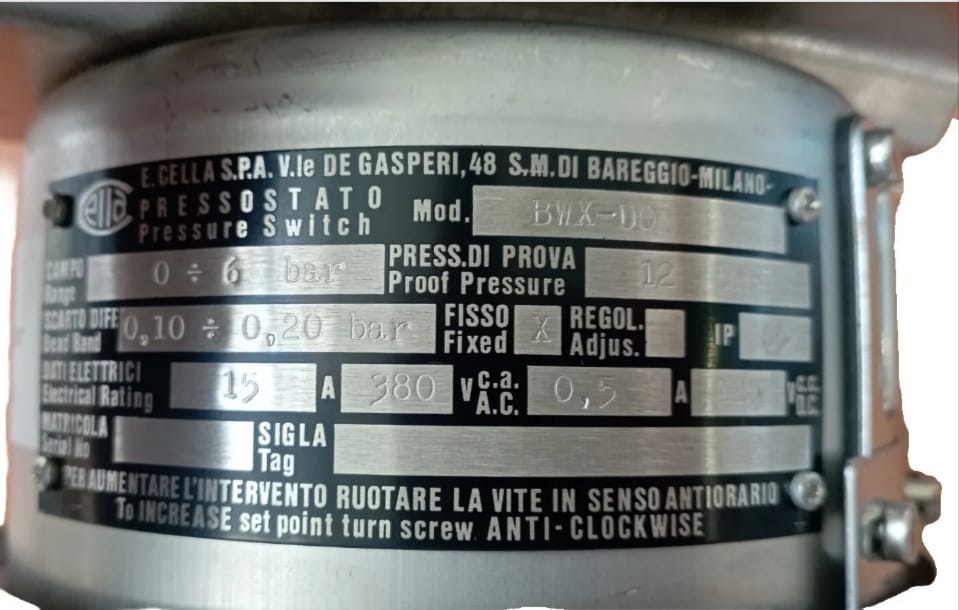 E. CELLA S.P.A. V.le DE GASPERI,48 S.M.DI BAREGGIO-MILANO-
Cella
PRESSOSTATO
Pressure Switch
Mod. BWX-DC
CAMPO
Range
0 ÷ 6 bar
PRESS.DI PROVA
Proof Pressure
12
SCARTO DIFF
Dead Band
0,10 ÷ 0,20 bar
FISSO
Fixed
X
REGOL.
Adjus.
IP
DATI ELETTRICI
Electrical Rating
15 A 380 V c.a.
A.C.
0,5 A
V c.c.
D.C.
MATRICOLA
Serial No
SIGLA
Tag
PER AUMENTARE L'INTERVENTO RUOTARE LA VITE IN SENSO ANTIORARIO
To INCREASE set point turn screw ANTI-CLOCKWISE